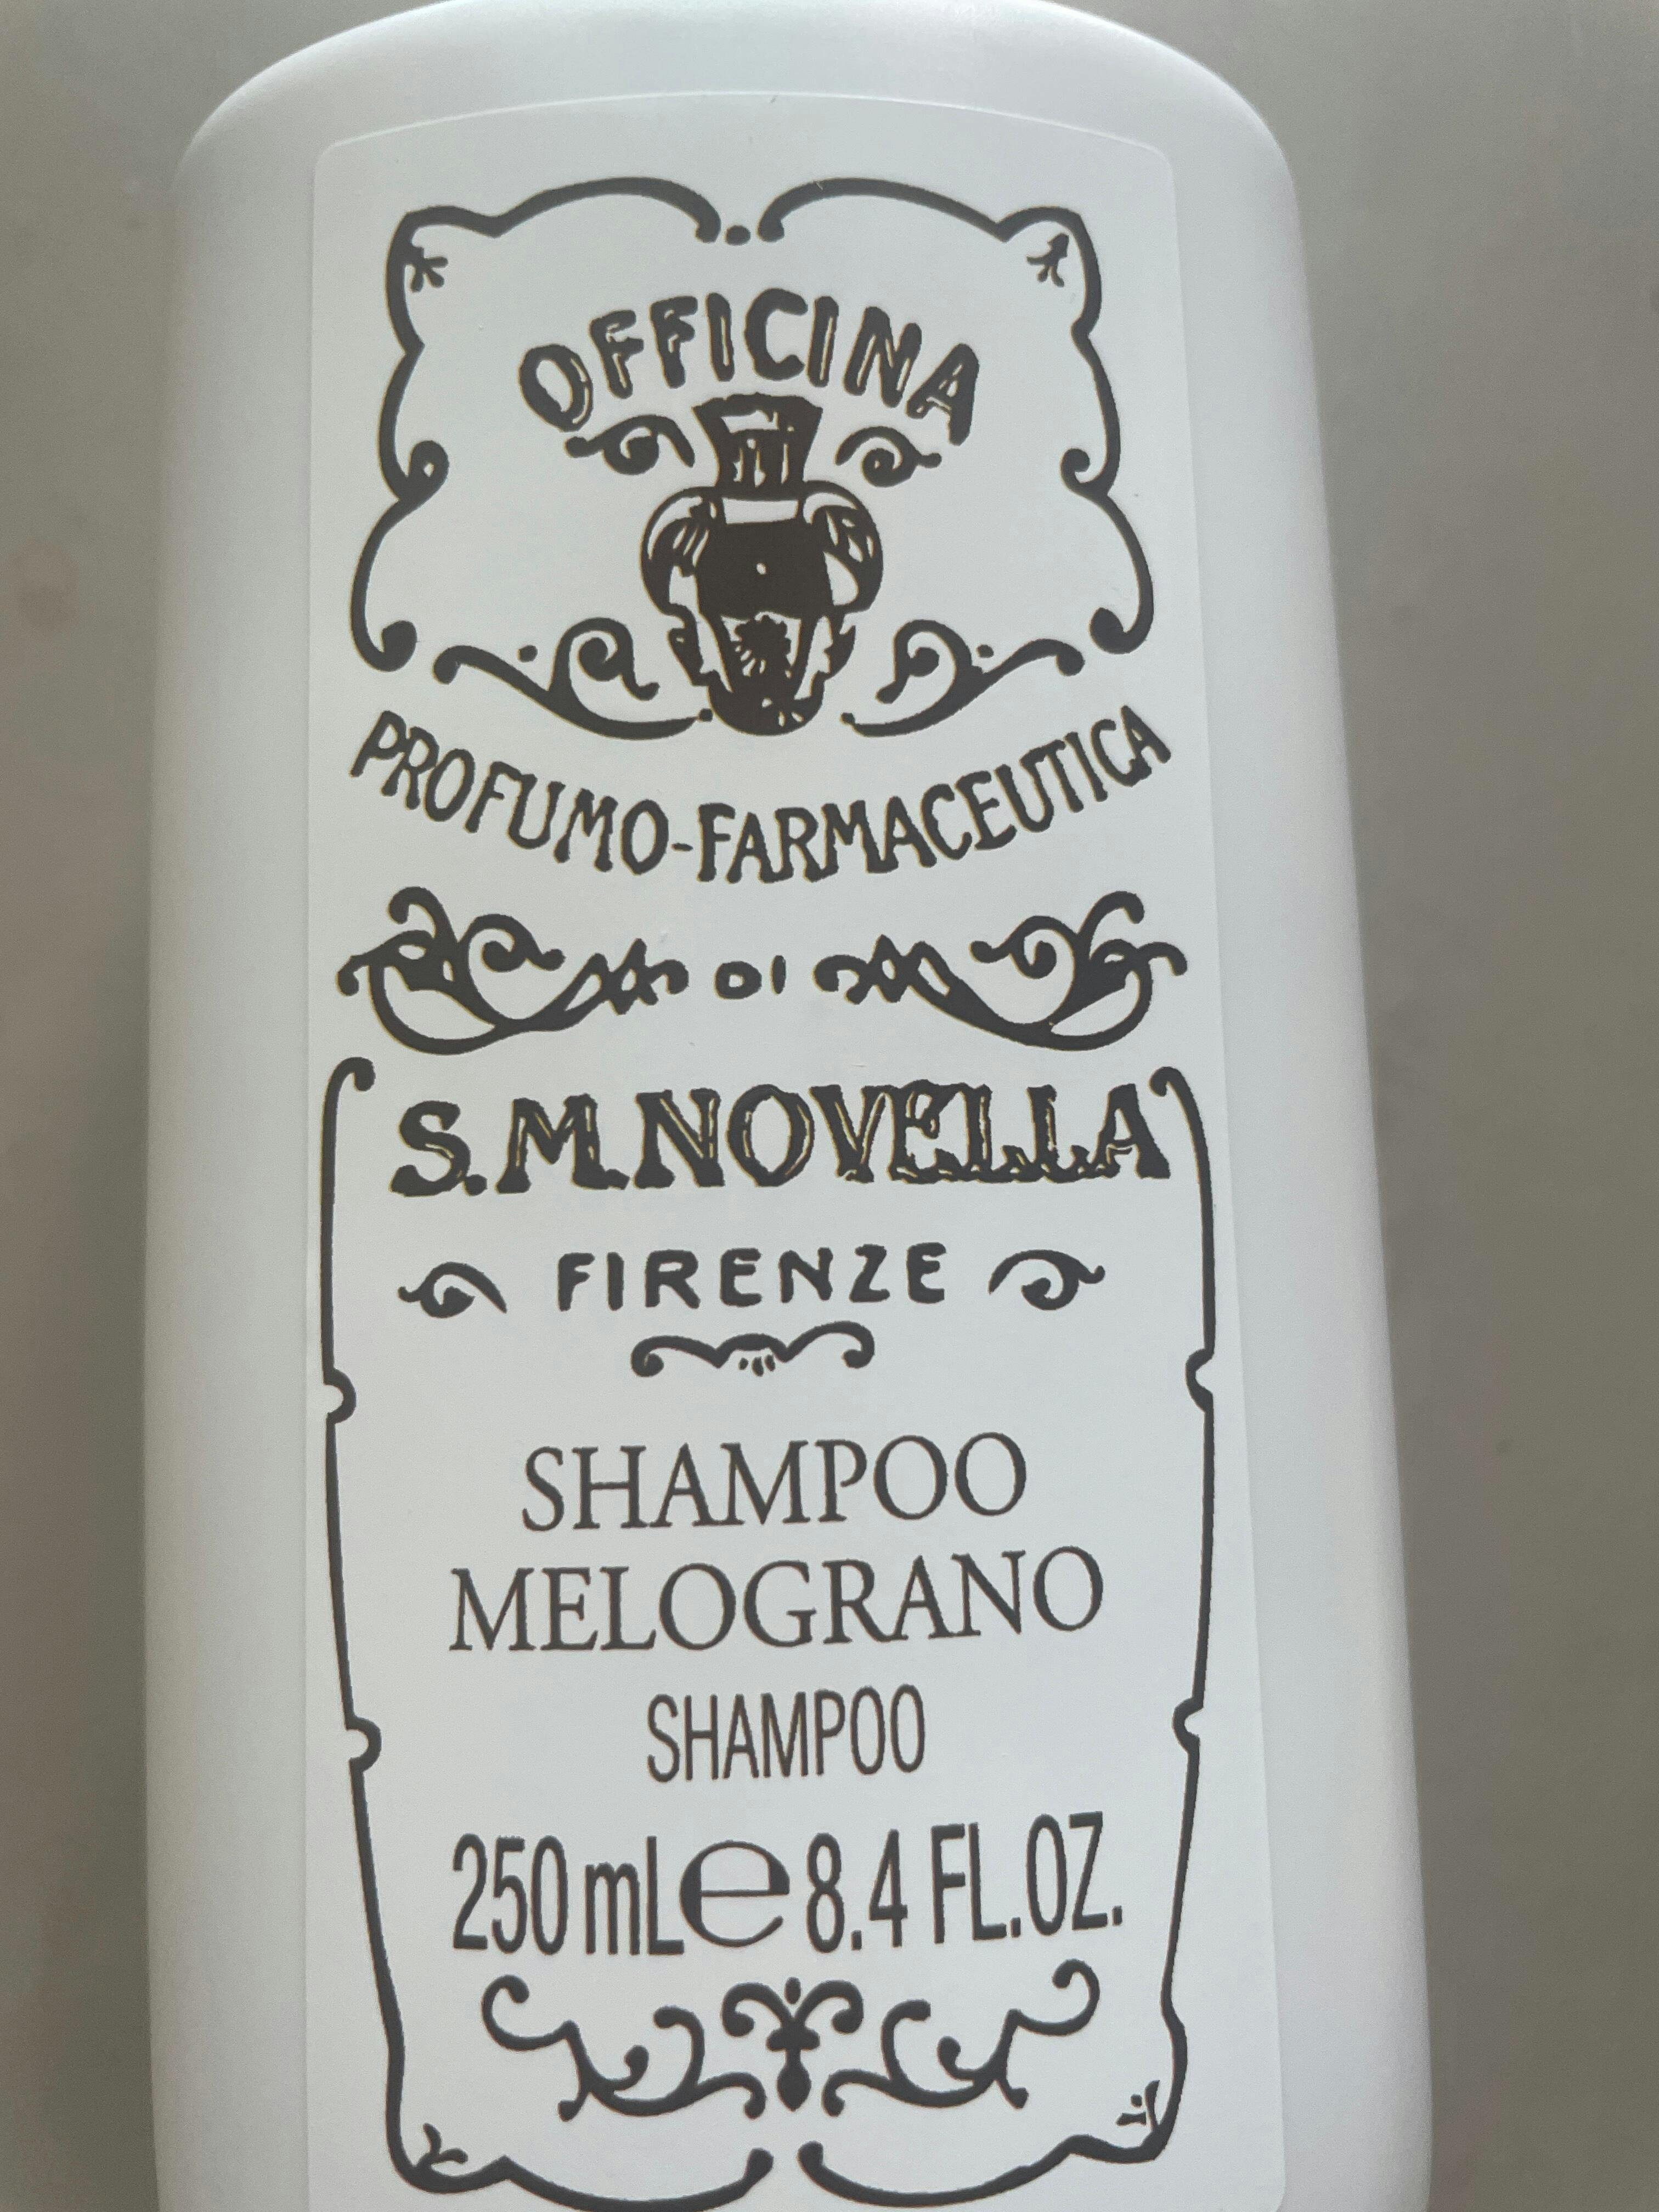 OFFICINA
PROFUMO-FARMACEUTICA
DI
S.M.NOVELLA
FIRENZE
SHAMPOO
MELOGRANO
SHAMPOO
250 mL e 8.4 FL.OZ.